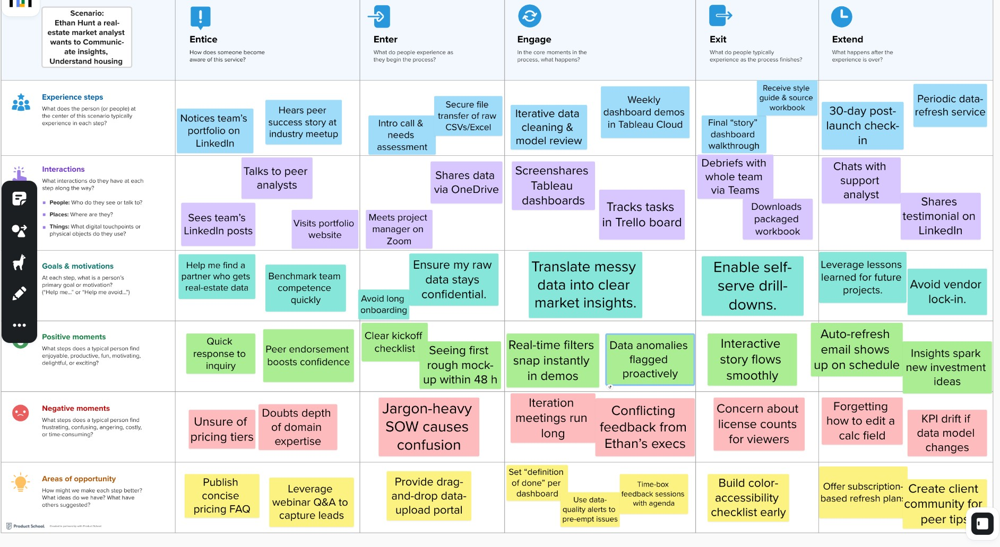 Scenario:
Ethan Hunt a real-
estate market analyst
wants to Communic-
ate insights,
Understand housing
Entice
How does someone become
aware of this service?
Enter
What do people experience as
they begin the process?
Engage
In the core moments in the
process, what happens?
Exit
What do people typically
experience as the process finishes?
Extend
What happens after the
experience is over?
Experience steps
What does the person (or people) at
the center of this scenario typically
experience in each step?
Notices team's
portfolio on
LinkedIn
Hears peer
success story at
industry meetup
Intro call &
needs
assessment
Secure file
transfer of raw
CSVs/Excel
Iterative data
cleaning &
model review
Weekly
dashboard demos
in Tableau Cloud
Final “story”
dashboard
walkthrough
Receive style
guide & source
workbook
30-day post-
launch check-
in
Periodic data-
refresh service
Interactions
What interactions do they have at each
step along the way?
People: Who do they see or talk to?
Places: Where are they?
Things: What digital touchpoints or
physical objects do they use?
Talks to peer
analysts
Sees team's
LinkedIn posts
Visits portfolio
website
Shares data
via OneDrive
Meets project
manager on
Zoom
Screenshares
Tableau
dashboards
Tracks tasks
in Trello board
Debriefs with
whole team
via Teams
Downloads
packaged
workbook
Chats with
support
analyst
Shares
testimonial on
LinkedIn
Goals & motivations
At each step, what is a person's
primary goal or motivation?
(“Help me...” or “Help me avoid...”)
Help me find a
partner who gets
real-estate data
Benchmark team
competence
quickly
Avoid long
onboarding
Ensure my raw
data stays
confidential.
Translate messy
data into clear
market insights.
Enable self-
serve drill-
downs.
Leverage lessons
learned for future
projects.
Avoid vendor
lock-in.
Positive moments
What steps does a typical person find
enjoyable, productive, fun, motivating,
delightful, or exciting?
Quick
response to
inquiry
Peer endorsement
boosts confidence
Clear kickoff
checklist
Seeing first
rough mock-
up within 48 h
Real-time filters
snap instantly
in demos
Data anomalies
flagged
proactively
Interactive
story flows
smoothly
Auto-refresh
email shows
up on schedule
Insights spark
new investment
ideas
Negative moments
What steps does a typical person find
frustrating, confusing, angering, costly,
or time-consuming?
Unsure of
pricing tiers
Doubts depth
of domain
expertise
Jargon-heavy
SOW causes
confusion
Iteration
meetings run
long
Conflicting
feedback from
Ethan's execs
Concern about
license counts
for viewers
Forgetting
how to edit a
calc field
KPI drift if
data model
changes
Areas of opportunity
How might we make each step better?
What ideas do we have? What have
others suggested?
Publish
concise
pricing FAQ
Leverage
webinar Q&A to
capture leads
Provide drag-
and-drop data-
upload portal
Set “definition
of done” per
dashboard
Use data-
quality alerts to
pre-empt issues
Time-box
feedback sessions
with agenda
Build color-
accessibility
checklist early
Offer subscription-
based refresh plans
Create client
community for
peer tips
Product School
Created in partnership with Product School